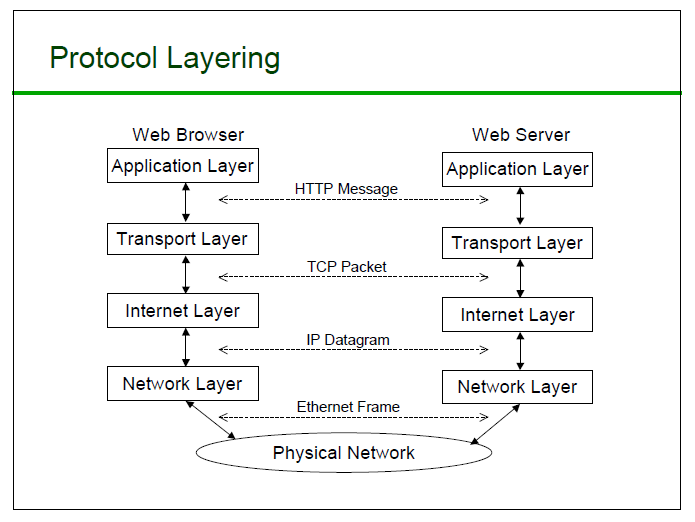 Protocol Layering
Web Browser
Web Server
Application Layer
Application Layer
HTTP Message
Transport Layer
Transport Layer
TCP Packet
Internet Layer
Internet Layer
IP Datagram
Network Layer
Network Layer
Ethernet Frame
Physical Network